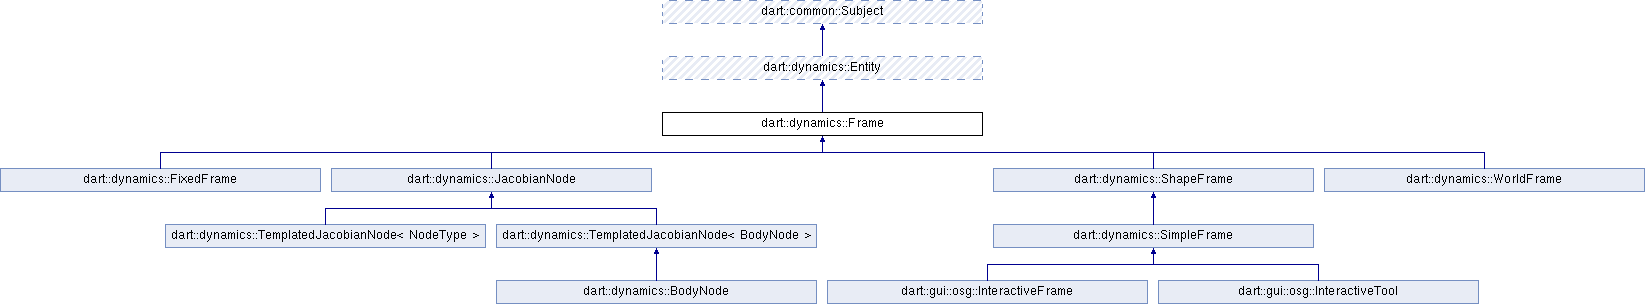 dart::common::Subject
dart::dynamics::Entity
dart::dynamics::Frame
dart::dynamics::FixedFrame
dart::dynamics::JacobianNode
dart::dynamics::ShapeFrame
dart::dynamics::WorldFrame
dart::dynamics::TemplatedJacobianNode< NodeType >
dart::dynamics::TemplatedJacobianNode< BodyNode >
dart::dynamics::SimpleFrame
dart::dynamics::BodyNode
dart::gui::osg::InteractiveFrame
dart::gui::osg::InteractiveTool